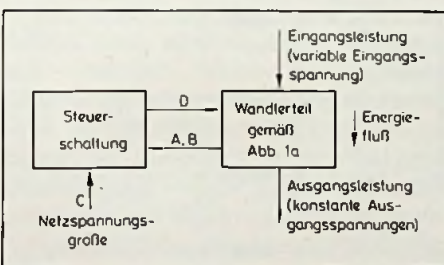 Eingangsleistung
(variable Eingangs-
spannung)
Steuer-
schaltung
D
A, B
Wandlerteil
gemäß
Abb 1a
Energie-
fluß
C
Netzspannungs-
größe
Ausgangsleistung
(konstante Aus-
gangsspannungen)